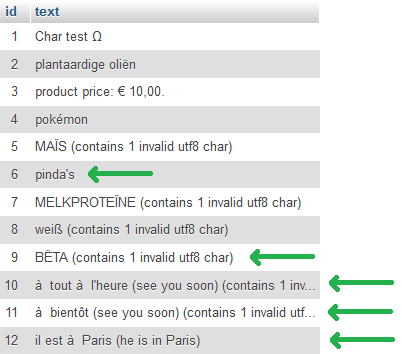 id text
1 Char test Ω
2 plantaardige oliën
3 product price: € 10,00.
4 pokémon
5 MAÏS (contains 1 invalid utf8 char)
6 pinda's
7 MELKPROTEÏNE (contains 1 invalid utf8 char)
8 weiß (contains 1 invalid utf8 char)
9 BÊTA (contains 1 invalid utf8 char)
10 à  tout à  l'heure (see you soon) (contains 1 inv...
11 à  bientôt (see you soon) (contains 1 invalid utf...
12 il est à  Paris (he is in Paris)